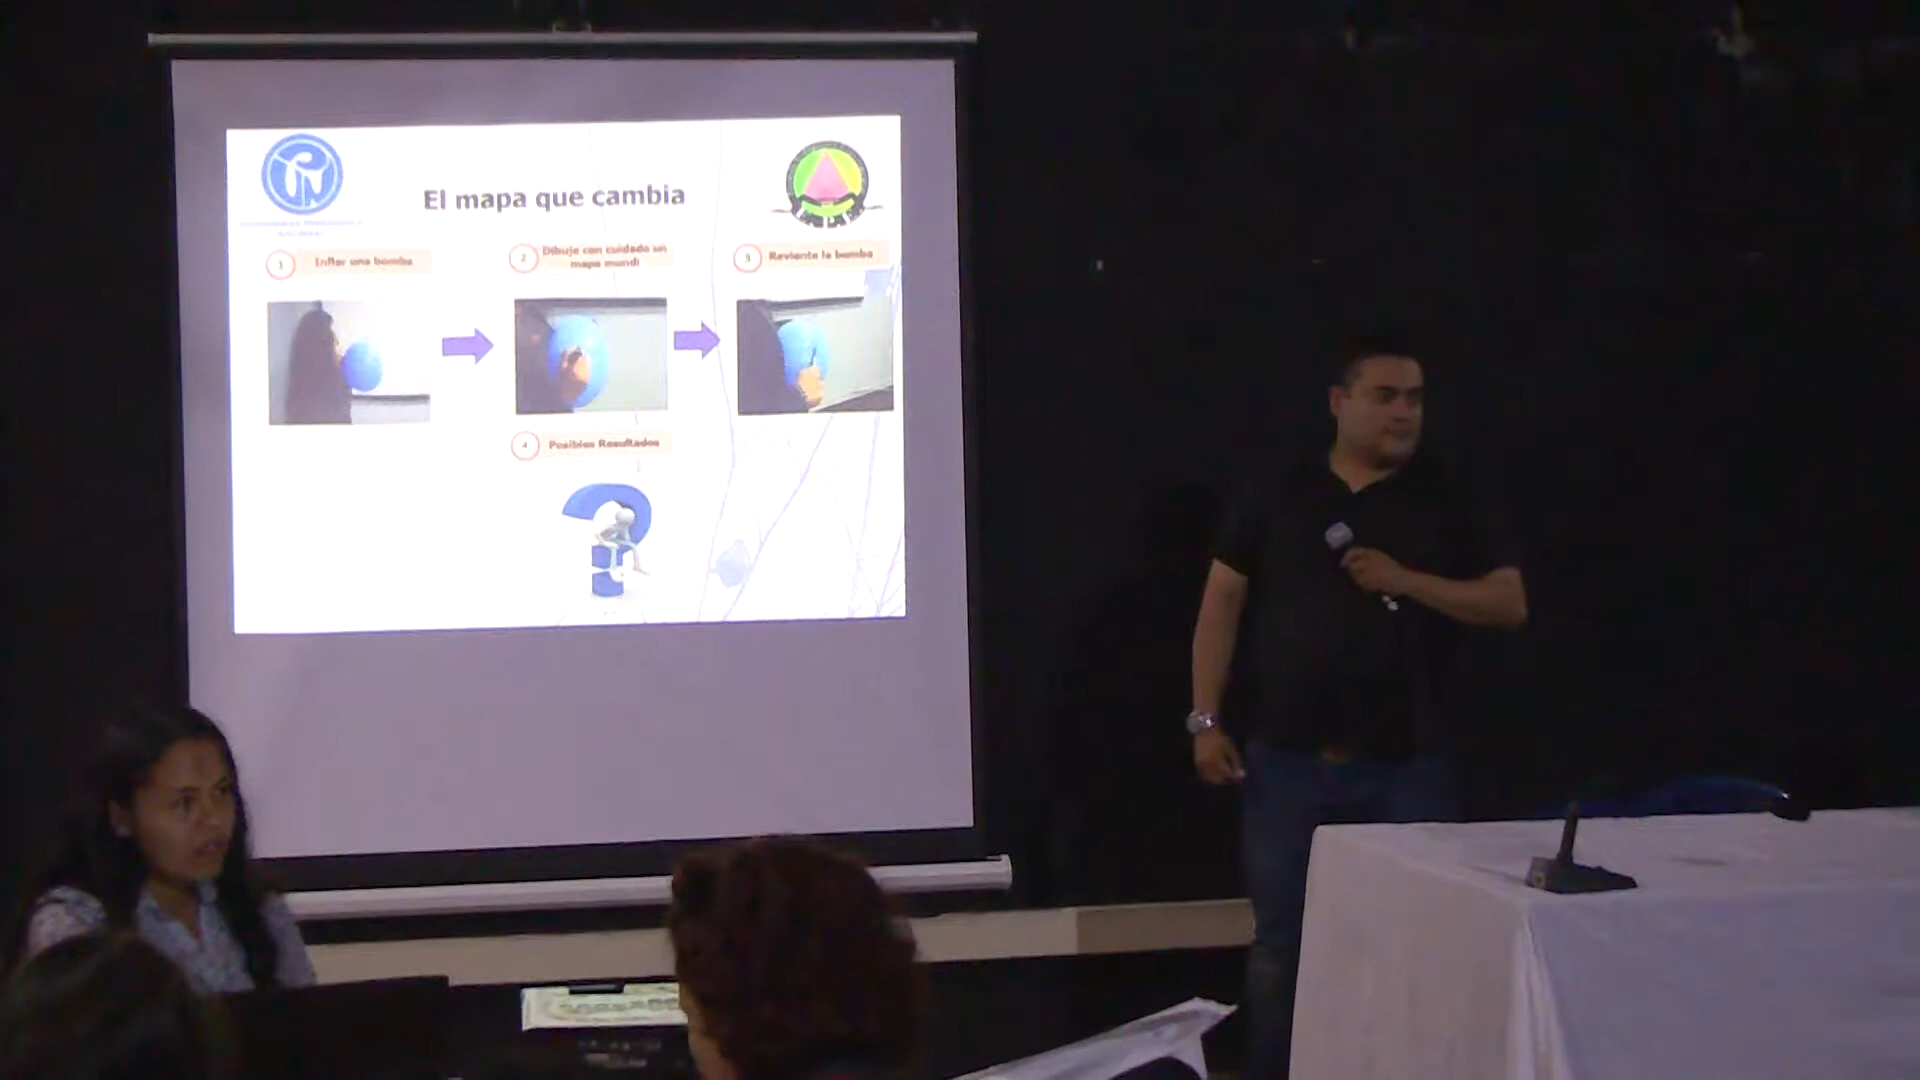 El mapa que cambia
1 Inflar una bomba
2 Dibuje con cuidado un
mapa mundi
3 Reviente la bomba
4 Posibles Resultados